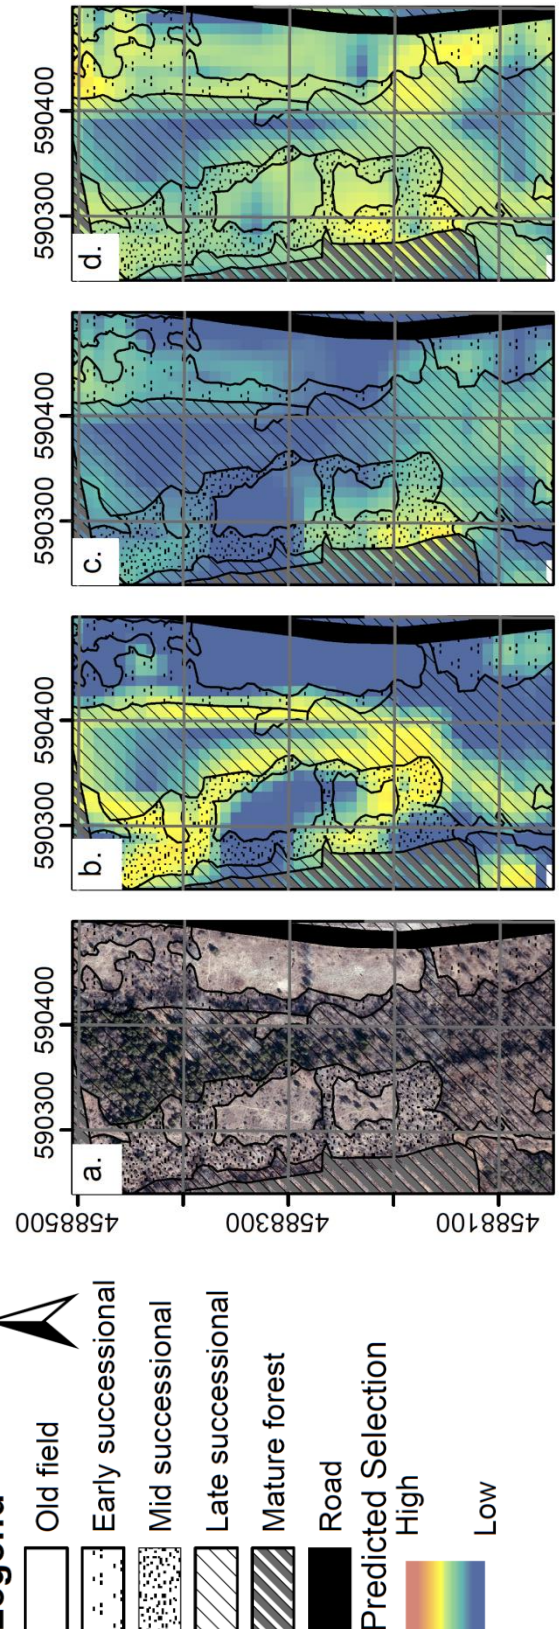 Legend
Old field
Early successional
Mid successional
Late successional
Mature forest
Road
Predicted Selection
High
Low
4588500
4588300
4588100
a.
590300
590400
b.
590300
590400
c.
590300
590400
d.
590300
590400